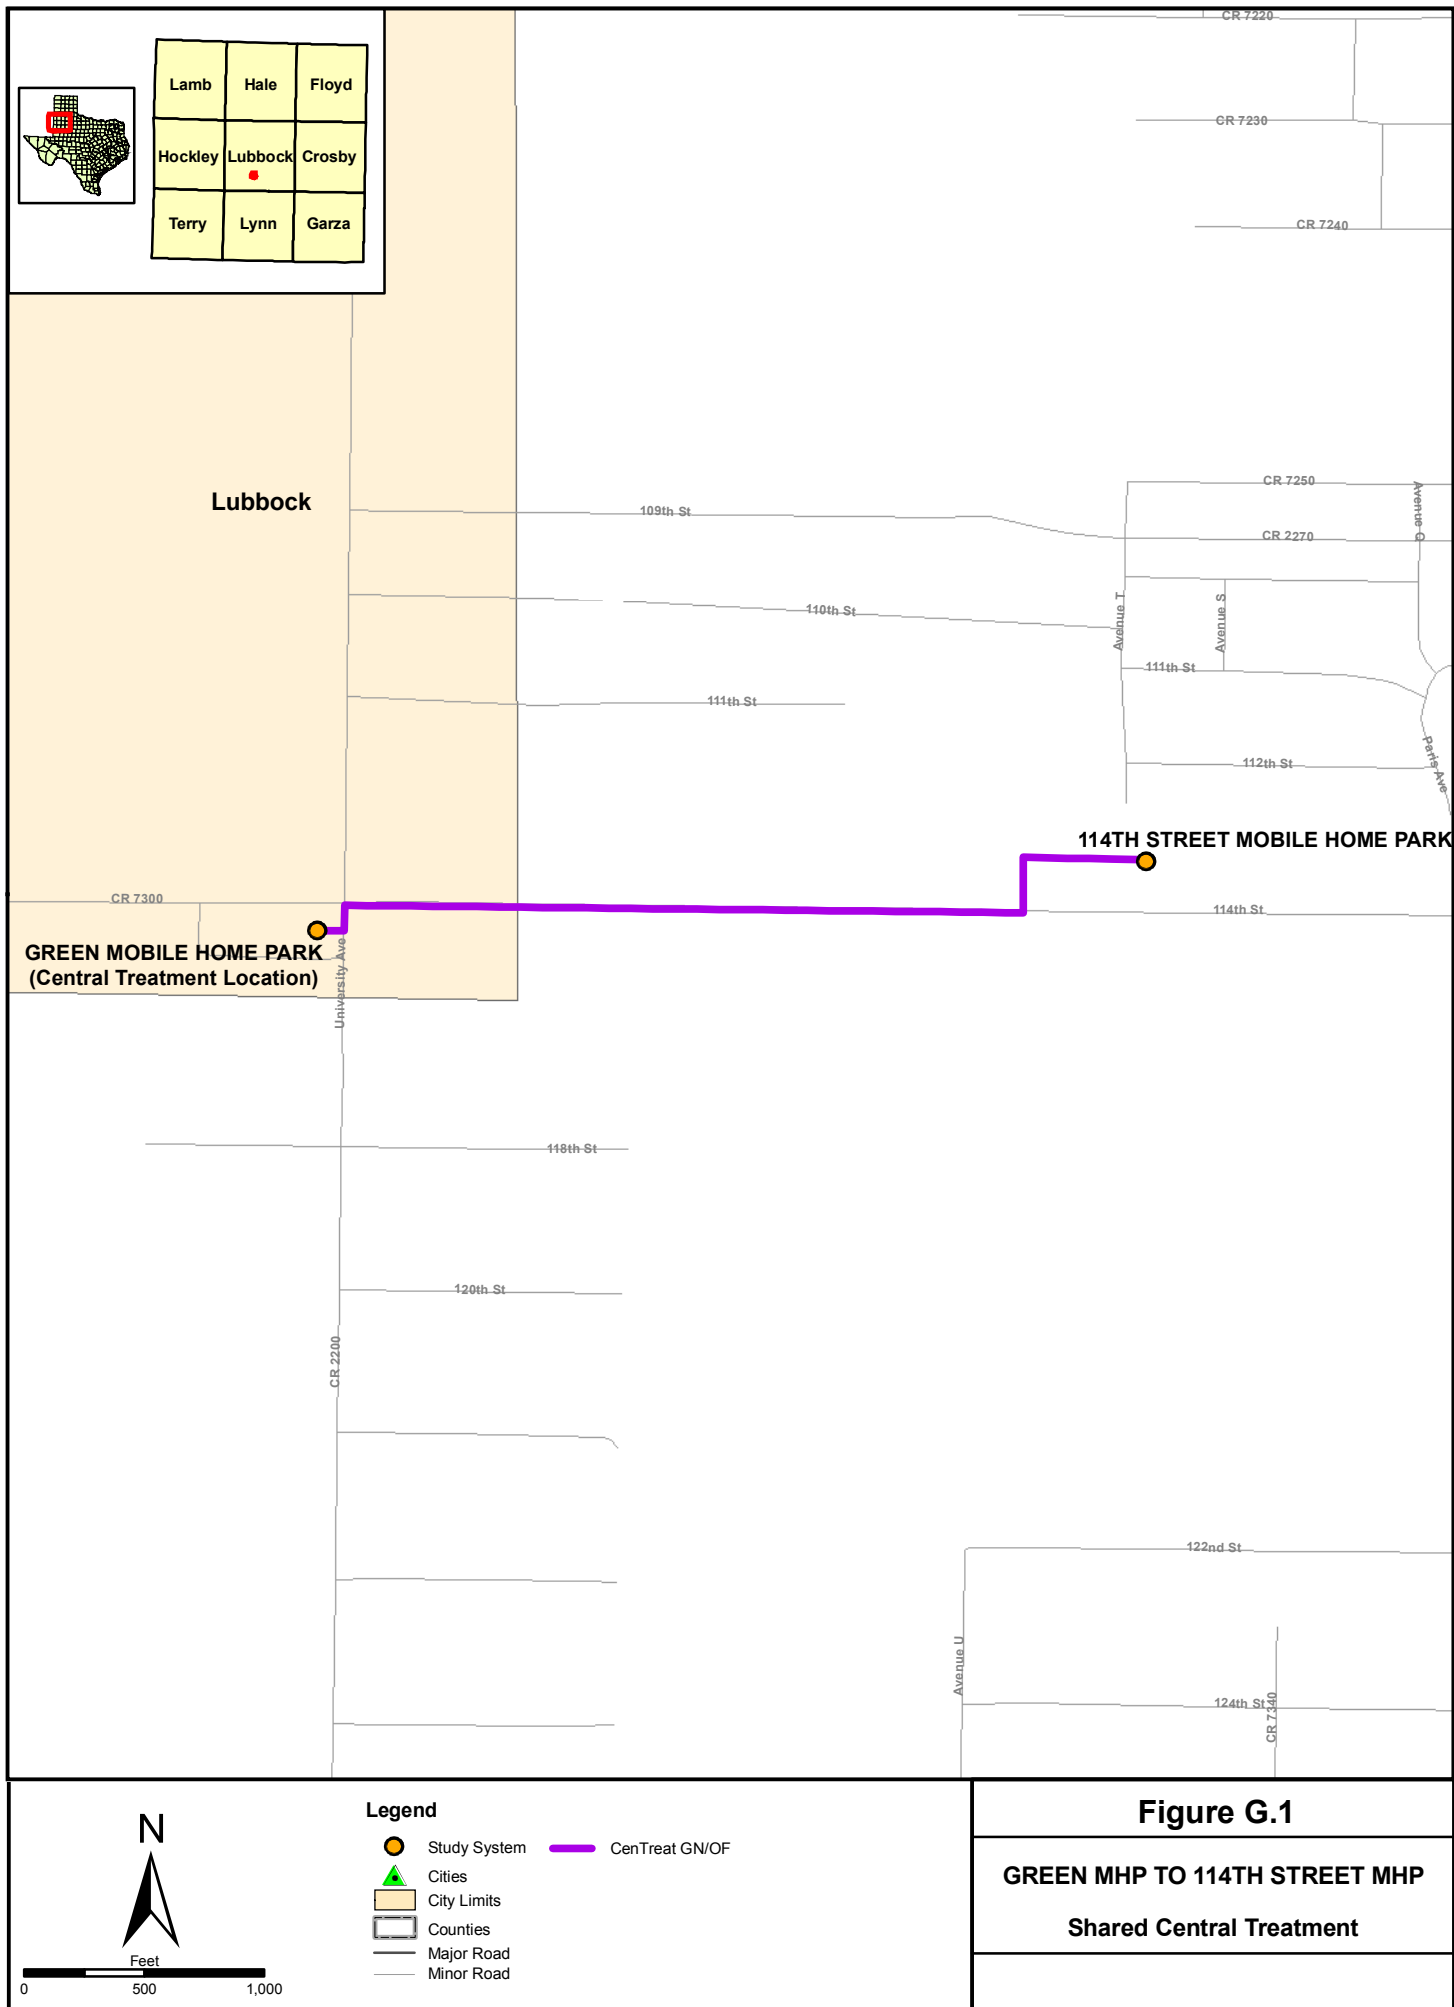 CR 7220
Lamb
Hale
Floyd
CR 7230
Hockley
Lubbock
Crosby
Terry
Lynn
Garza
CR 7240
Lubbock
CR 7250
109th St
Avenue Q
CR 2270
110th St
Avenue T
Avenue S
111th St
111th St
112th St
Paris Ave
114TH STREET MOBILE HOME PARK
CR 7300
114th St
GREEN MOBILE HOME PARK
(Central Treatment Location)
University Ave
118th St
120th St
CR 2200
122nd St
Avenue U
124th St
CR 7340
N
Feet
0
500
1,000
Legend
Study System
CenTreat GN/OF
Cities
City Limits
Counties
Major Road
Minor Road
Figure G.1
GREEN MHP TO 114TH STREET MHP
Shared Central Treatment